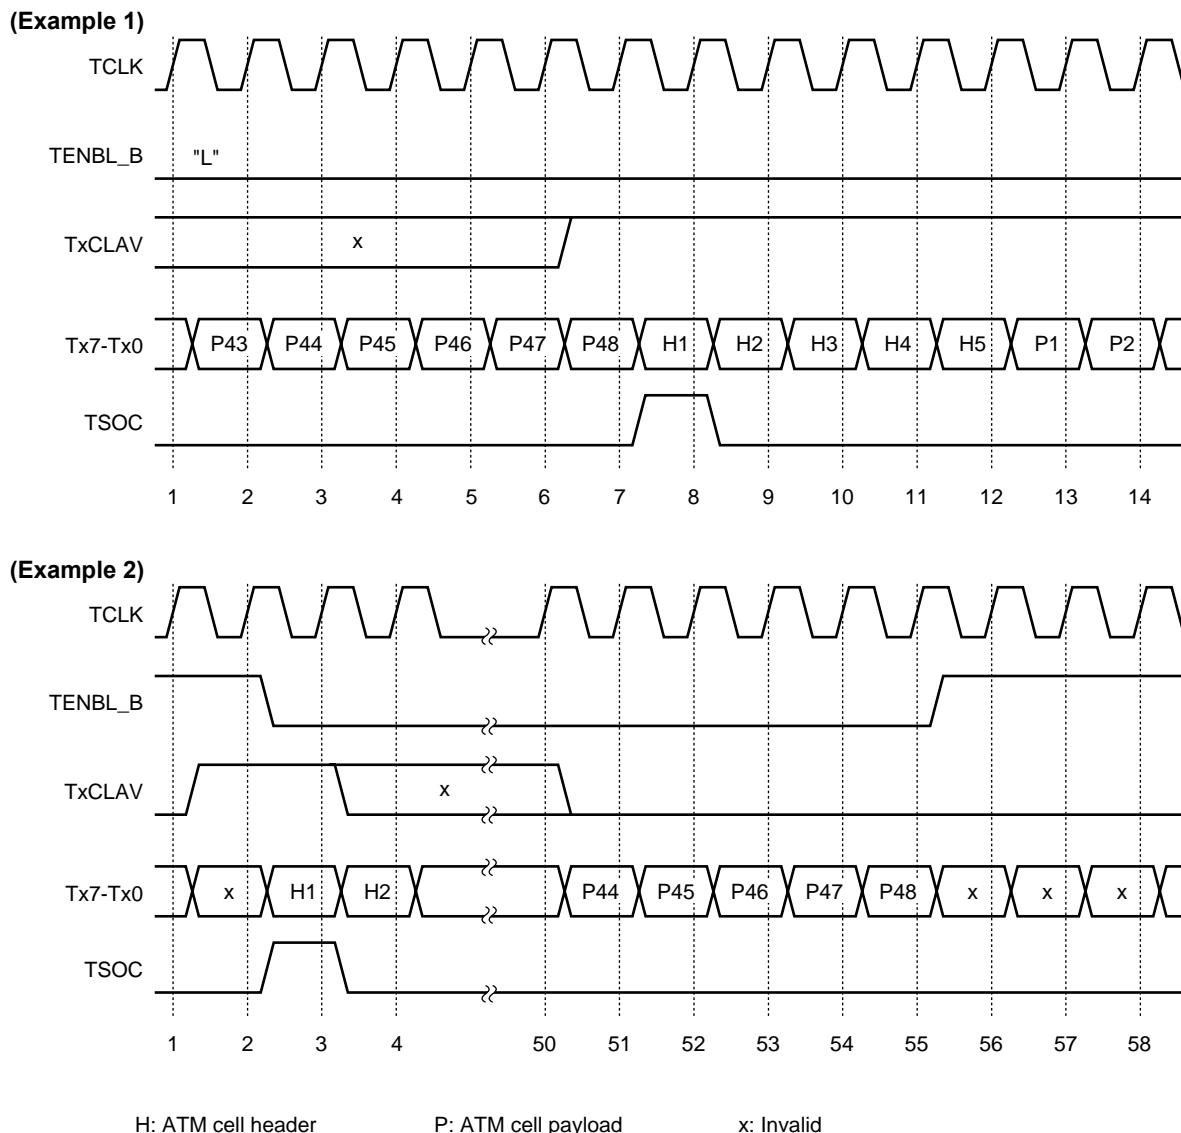 (Example 1)
TCLK
TENBL_B "L"
TxCLAV x
Tx7-Tx0 P43 P44 P45 P46 P47 P48 H1 H2 H3 H4 H5 P1 P2
TSOC
1 2 3 4 5 6 7 8 9 10 11 12 13 14
(Example 2)
TCLK
TENBL_B
TxCLAV x
Tx7-Tx0 x H1 H2 P44 P45 P46 P47 P48 x x x
TSOC
1 2 3 4 50 51 52 53 54 55 56 57 58
H: ATM cell header P: ATM cell payload x: Invalid